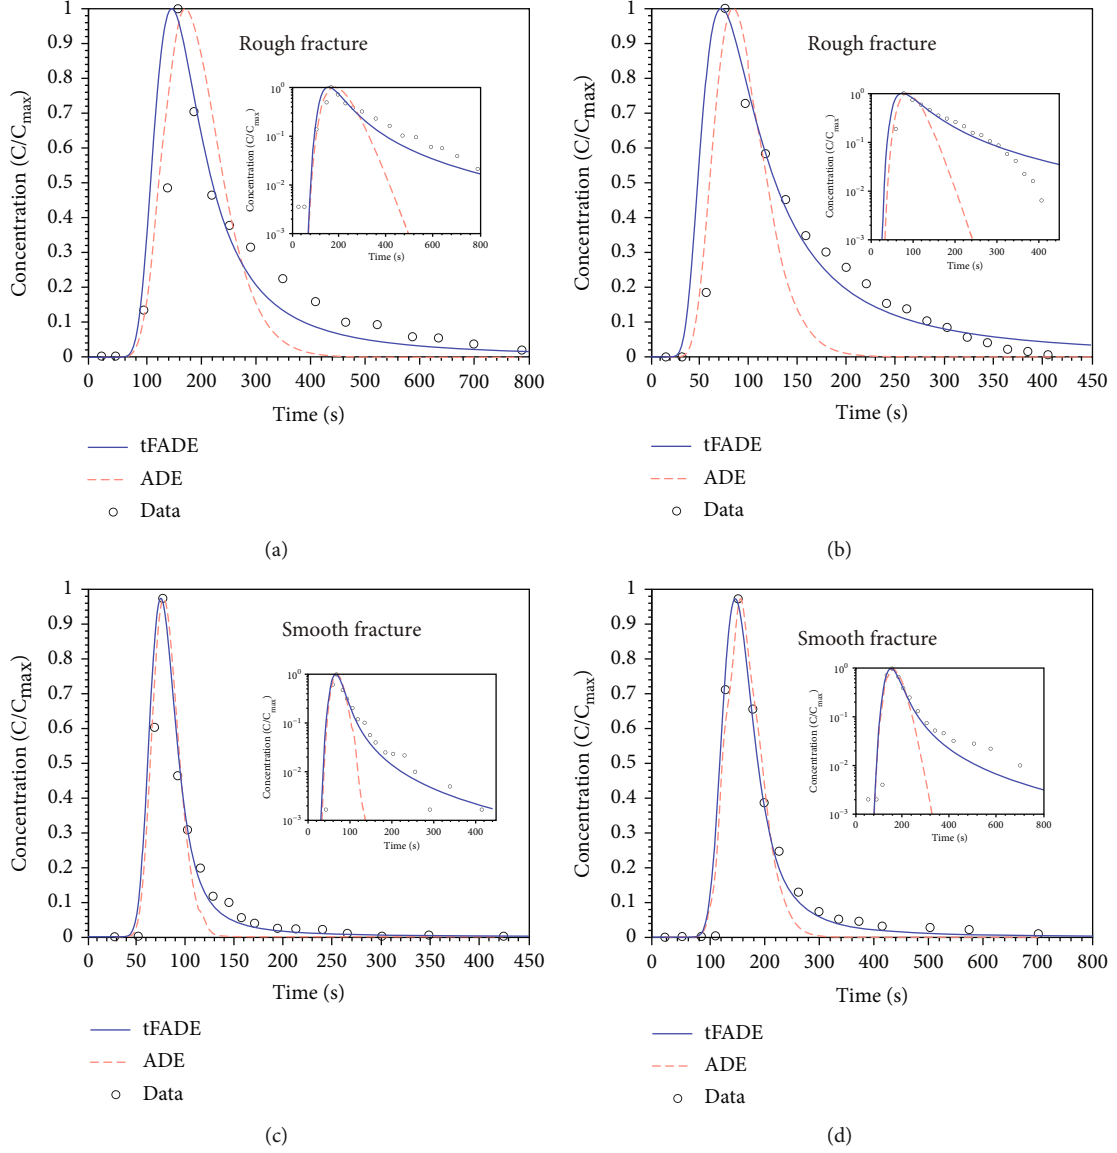 Concentration (C/Cmax)
1
0.9
0.8
0.7
0.6
0.5
0.4
0.3
0.2
0.1
0
Rough fracture
Concentration (C/Cmax)
10^0
10^-1
10^-2
10^-3
0 200 400 600 800
Time (s)
0 100 200 300 400 500 600 700 800
Time (s)
tFADE
ADE
Data
(a)
Concentration (C/Cmax)
1
0.9
0.8
0.7
0.6
0.5
0.4
0.3
0.2
0.1
0
Rough fracture
Concentration (C/Cmax)
10^0
10^-1
10^-2
10^-3
0 100 200 300 400
Time (s)
0 50 100 150 200 250 300 350 400 450
Time (s)
tFADE
ADE
Data
(b)
Concentration (C/Cmax)
1
0.9
0.8
0.7
0.6
0.5
0.4
0.3
0.2
0.1
0
Smooth fracture
Concentration (C/Cmax)
10^0
10^-1
10^-2
10^-3
0 100 200 300 400
Time (s)
0 50 100 150 200 250 300 350 400 450
Time (s)
tFADE
ADE
Data
(c)
Concentration (C/Cmax)
1
0.9
0.8
0.7
0.6
0.5
0.4
0.3
0.2
0.1
0
Smooth fracture
Concentration (C/Cmax)
10^0
10^-1
10^-2
10^-3
0 200 400 600 800
Time (s)
0 100 200 300 400 500 600 700 800
Time (s)
tFADE
ADE
Data
(d)